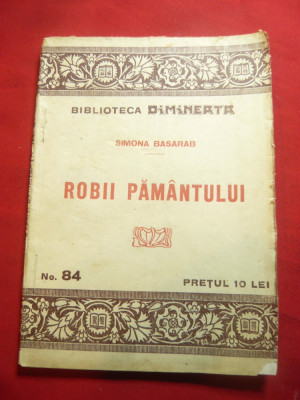 BIBLIOTECA DIMINEAȚA
SIMONA BASARAB
ROBII PĂMÂNTULUI
No. 84
PREȚUL 10 LEI